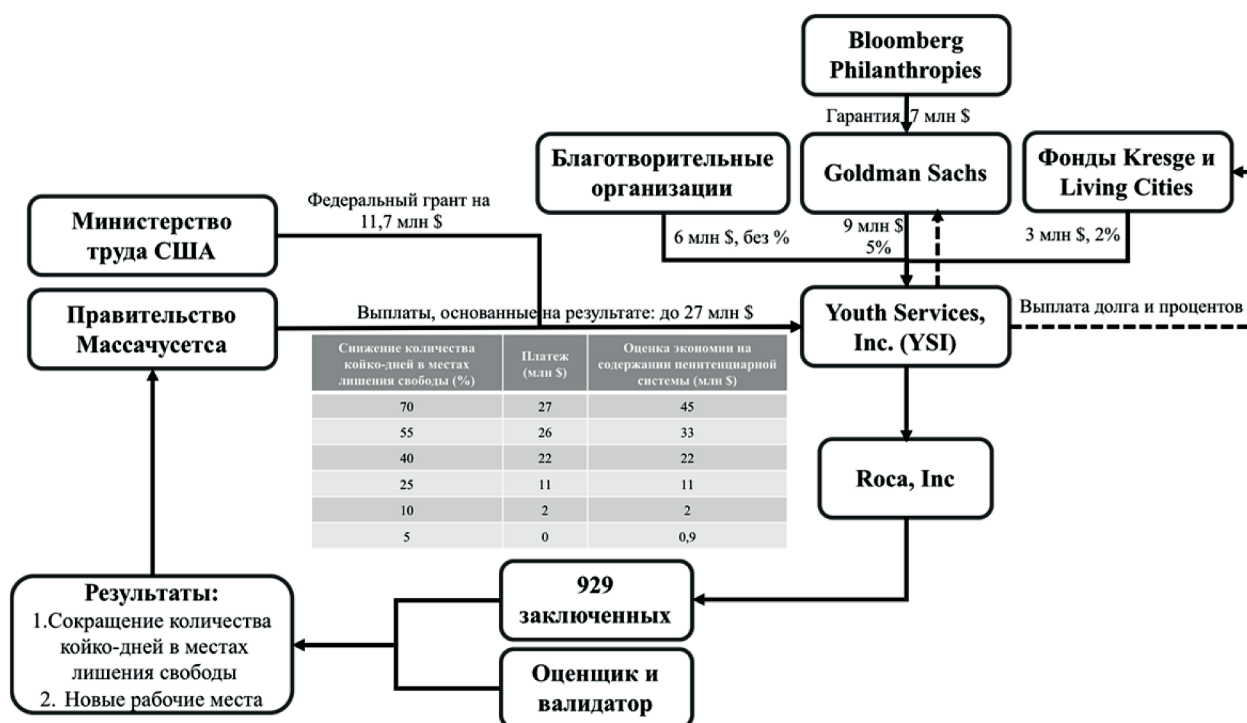 Bloomberg
Philanthropies
Гарантия, 7 млн $
Благотворительные
организации
Goldman Sachs
Фонды Kresge и
Living Cities
Министерство
труда США
Федеральный грант на
11,7 млн $
6 млн $, без %
9 млн $
5%
3 млн $, 2%
Правительство
Массачусетса
Выплаты, основанные на результате: до 27 млн $
Youth Services,
Inc. (YSI)
Выплата долга и процентов
Снижение количества
койко-дней в местах
лишения свободы (%)
Платеж
(млн $)
Оценка экономии на
содержании пенитенциарной
системы (млн $)
70 27 45
55 26 33
40 22 22
25 11 11
10 2 2
5 0 0,9
Roca, Inc
929
заключенных
Оценщик и
валидатор
Результаты:
1.Сокращение количества
койко-дней в местах
лишения свободы
2. Новые рабочие места